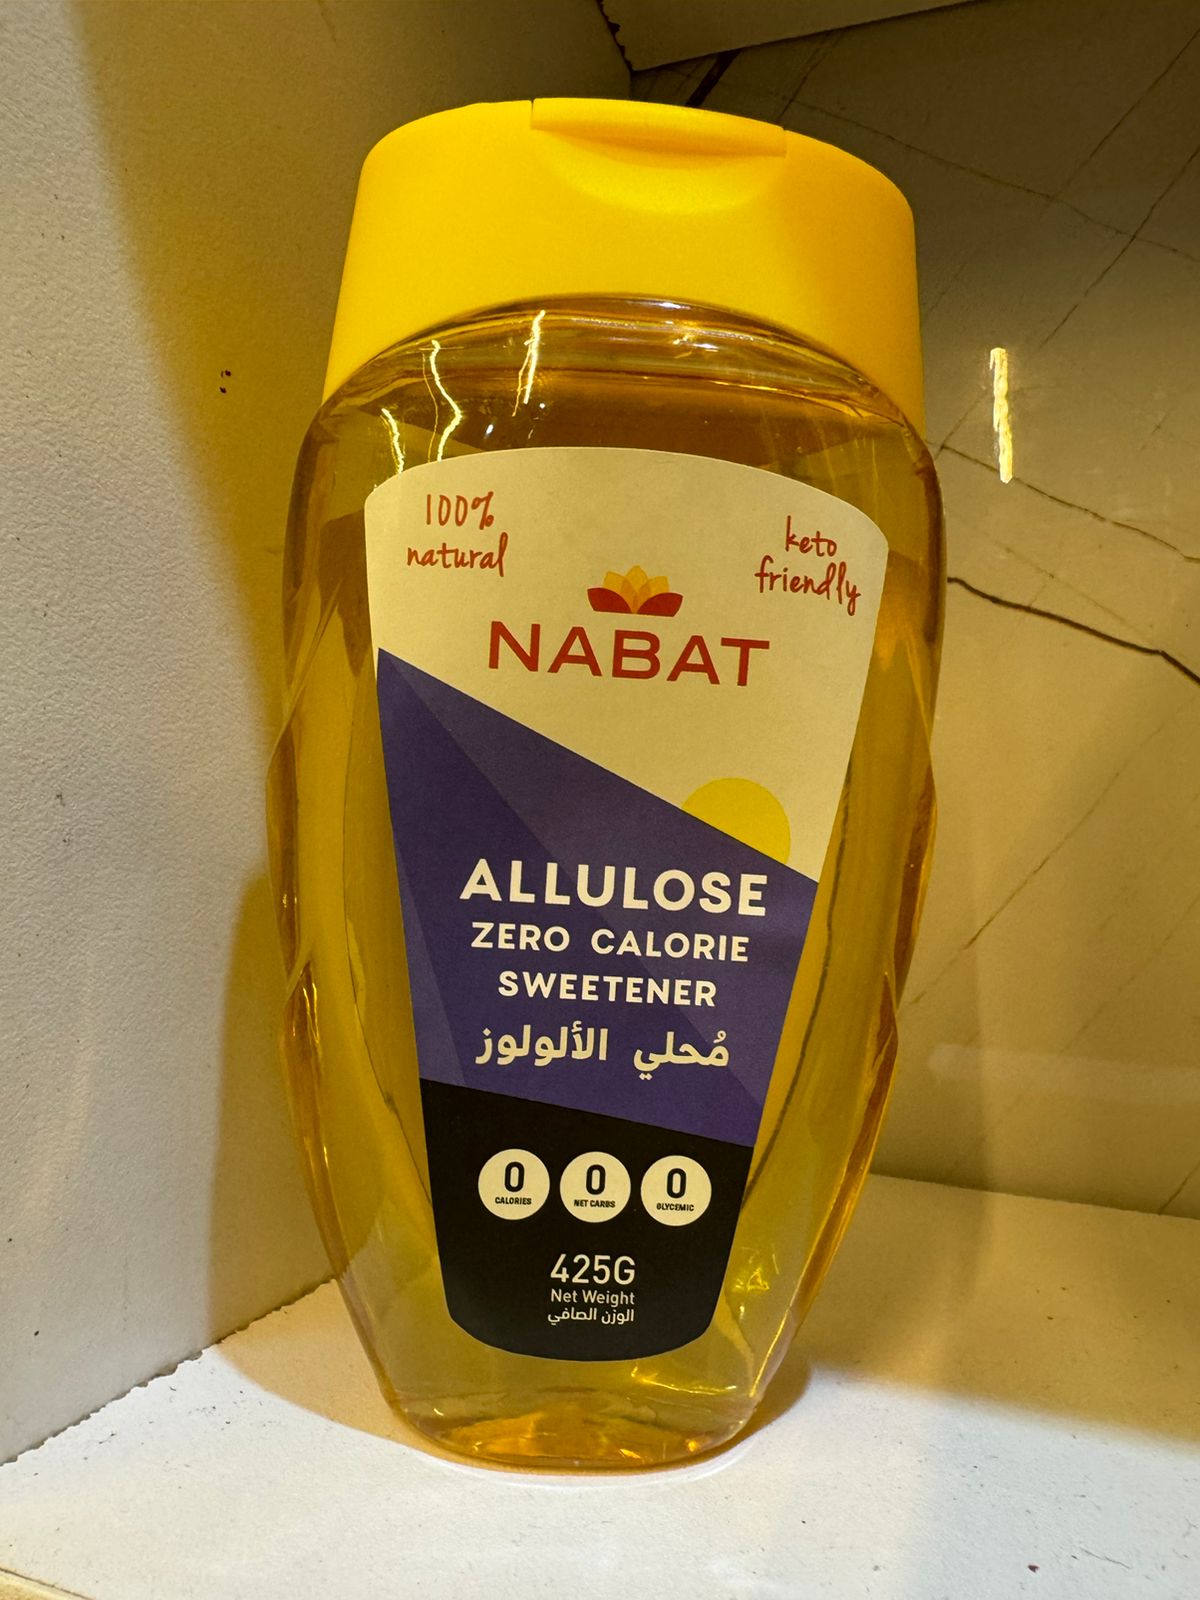 100%
natural
keto
friendly
NABAT
ALLULOSE
ZERO CALORIE
SWEETENER
مُحلي الألولوز
0
CALORIES
0
NET CARBS
0
GLYCEMIC
425G
Net Weight
الوزن الصافي